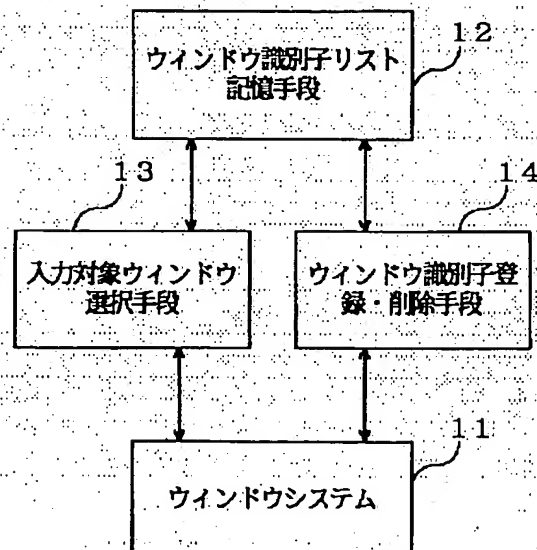 12
ウィンドウ識別子リスト
記憶手段
13
14
入力対象ウィンドウ
選択手段
ウィンドウ識別子登
録・削除手段
11
ウィンドウシステム